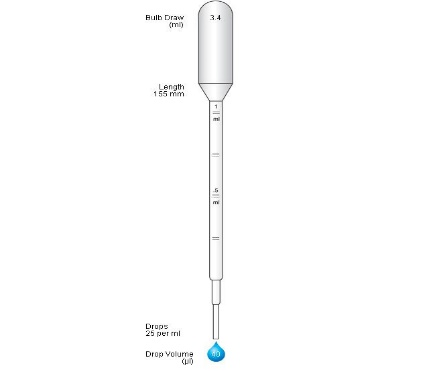 Bulb Draw
(ml)
3.4
Length
155 mm
1
ml
.5
ml
Drops
25 per ml
Drop Volume
(µl)